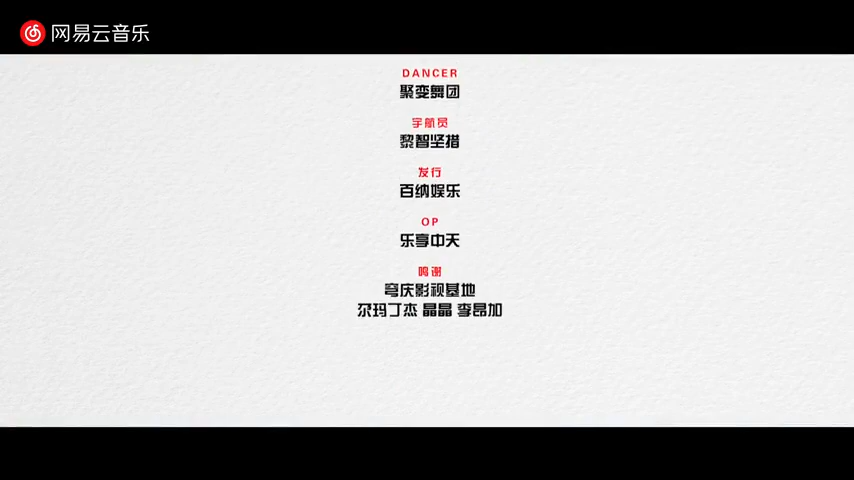 网易云音乐
DANCER
聚变舞团
宇航员
黎智坚措
发行
百纳娱乐
OP
乐享中天
鸣谢
穹庆影视基地
尕玛丁杰 晶晶 李昂加